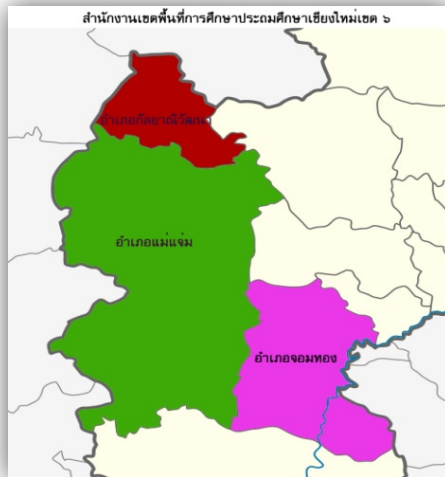 สำนักงานเขตพื้นที่การศึกษาประถมศึกษาเชียงใหม่เขต ๖
อำเภอกัลยาณิวัฒนา
อำเภอแม่แจ่ม
อำเภอจอมทอง